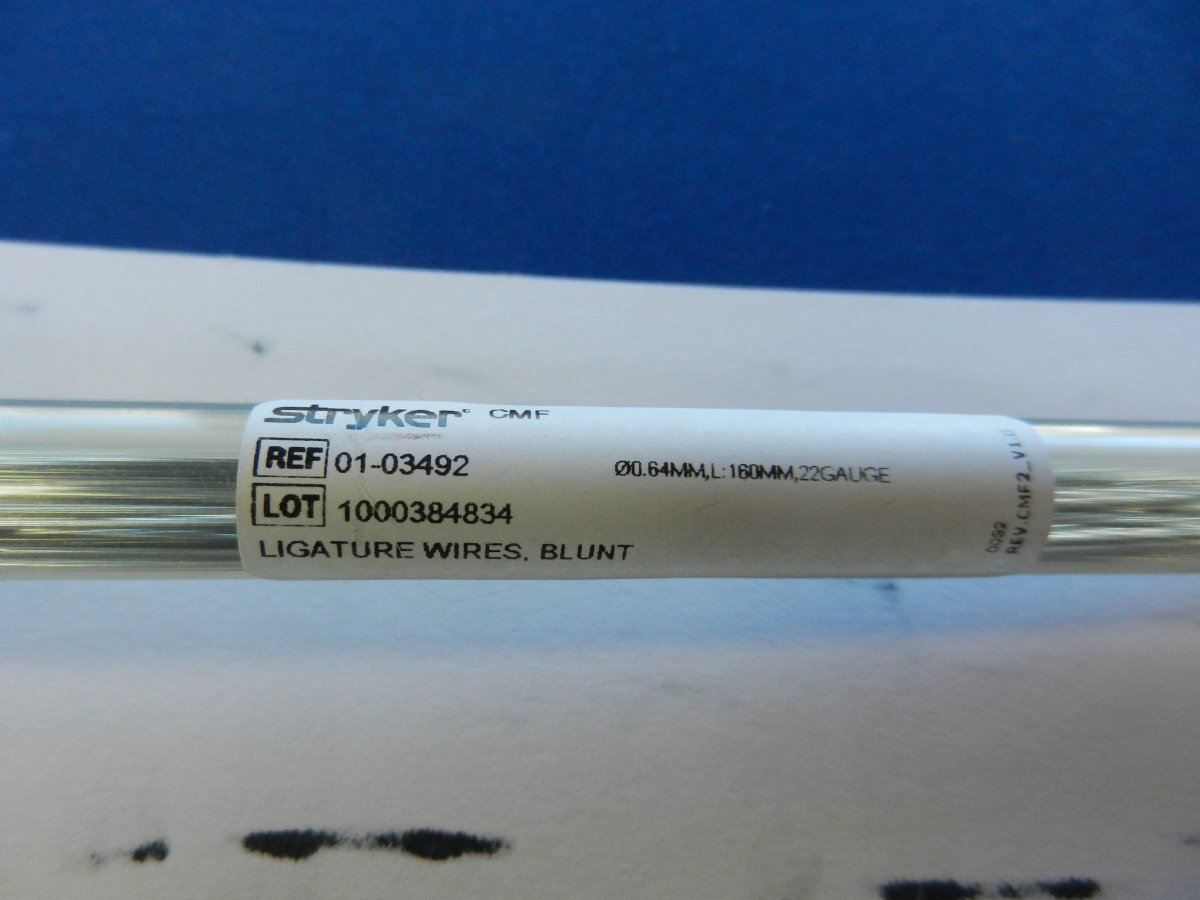 stryker® CMF
REF 01-03492
Ø0.64MM,L:160MM,22GAUGE
LOT 1000384834
LIGATURE WIRES, BLUNT
0092
REV.CMF2_V1.0